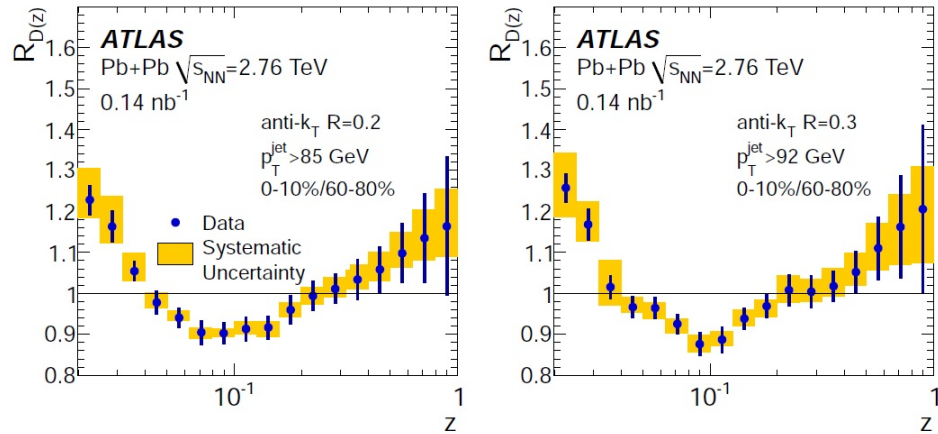 R_D(z)
1.6
1.5
1.4
1.3
1.2
1.1
1
0.9
0.8
ATLAS
Pb+Pb √s_NN=2.76 TeV
0.14 nb⁻¹
anti-k_T R=0.2
p_T^jet>85 GeV
0-10%/60-80%
Data
Systematic
Uncertainty
10⁻¹
1
z
R_D(z)
1.6
1.5
1.4
1.3
1.2
1.1
1
0.9
0.8
ATLAS
Pb+Pb √s_NN=2.76 TeV
0.14 nb⁻¹
anti-k_T R=0.3
p_T^jet>92 GeV
0-10%/60-80%
10⁻¹
1
z